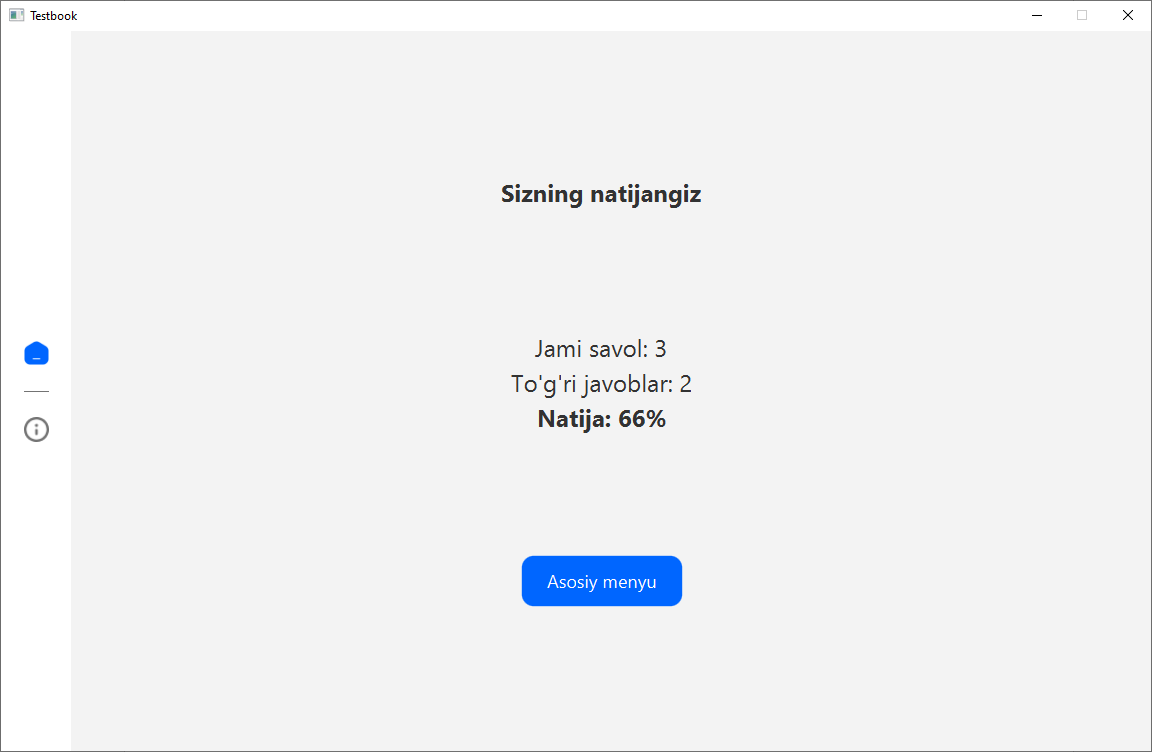 Testbook
Sizning natijangiz
Jami savol: 3
To'g'ri javoblar: 2
Natija: 66%
Asosiy menyu